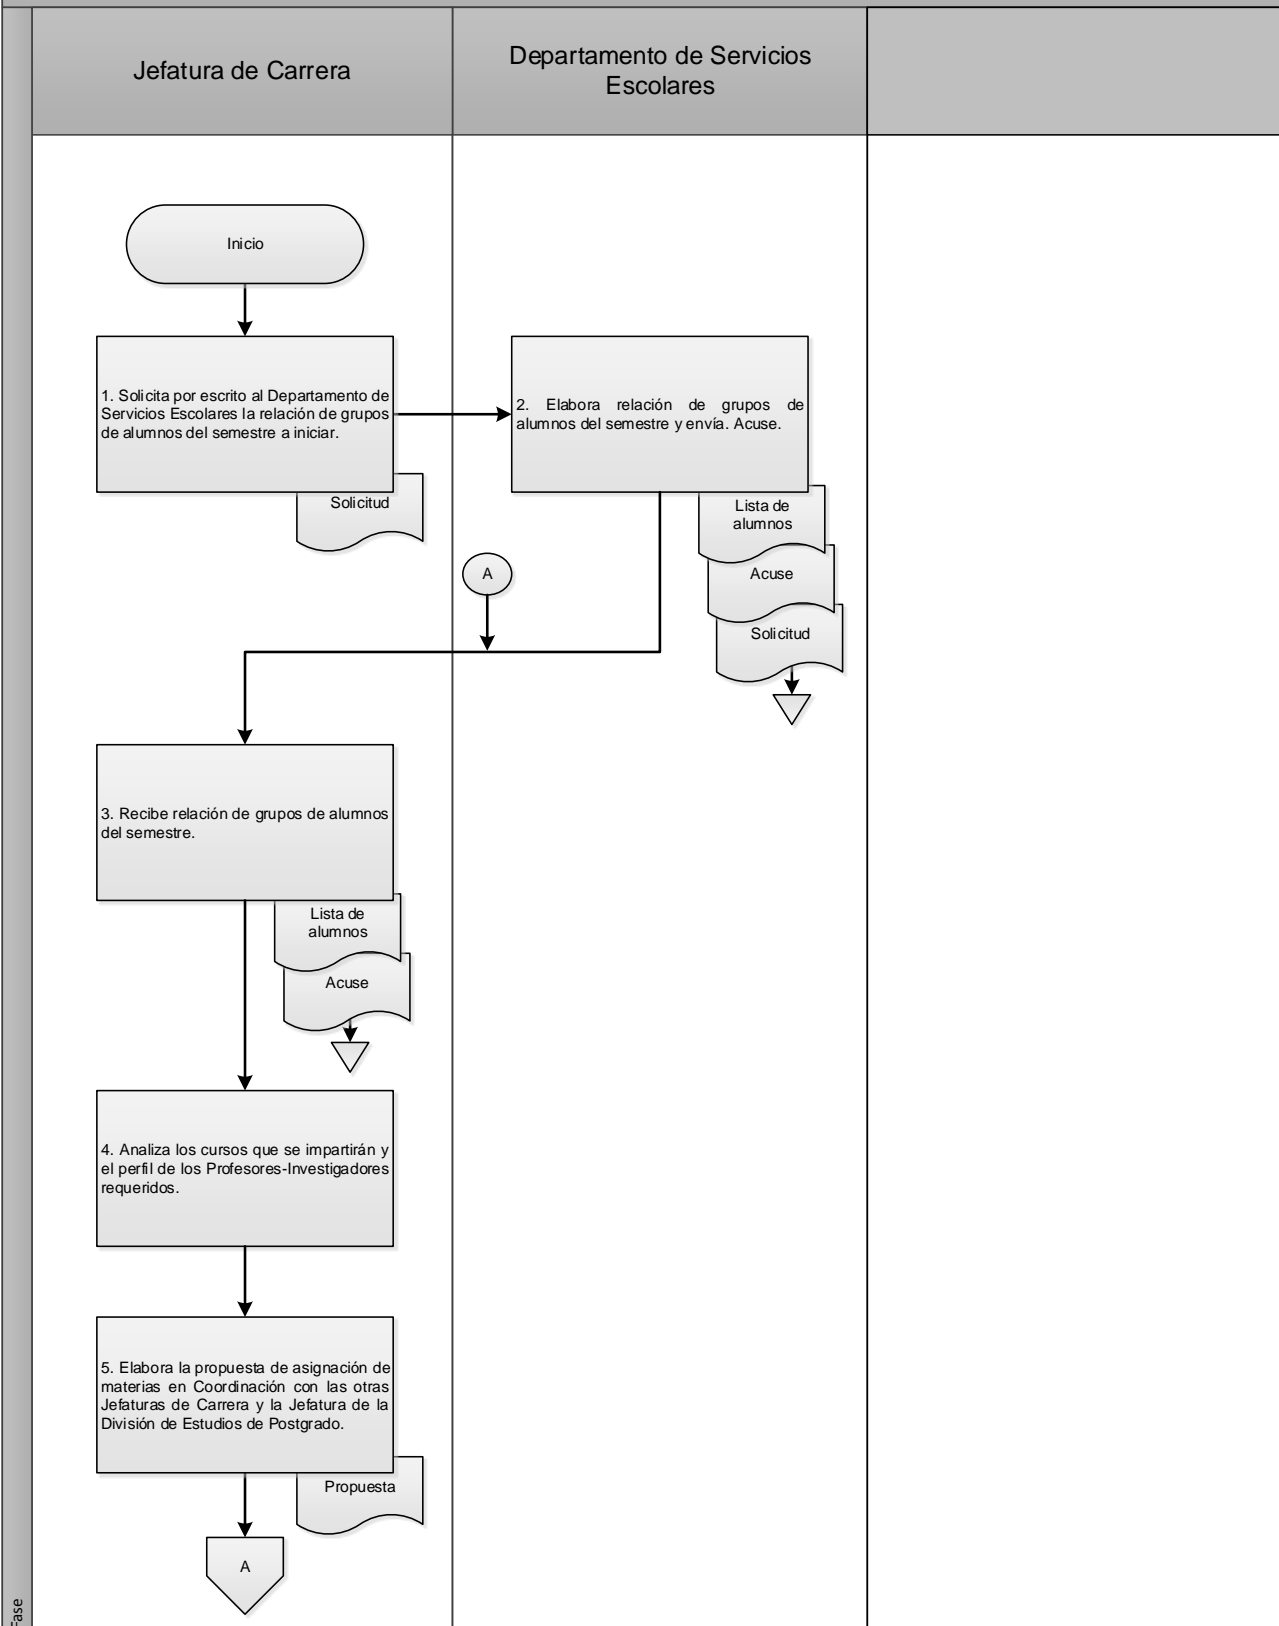 Jefatura de Carrera
Departamento de Servicios
Escolares
Inicio
1. Solicita por escrito al Departamento de
Servicios Escolares la relación de grupos
de alumnos del semestre a iniciar.
Solicitud
2. Elabora relación de grupos de
alumnos del semestre y envía. Acuse.
Lista de
alumnos
Acuse
Solicitud
A
3. Recibe relación de grupos de alumnos
del semestre.
Lista de
alumnos
Acuse
4. Analiza los cursos que se impartirán y
el perfil de los Profesores-Investigadores
requeridos.
5. Elabora la propuesta de asignación de
materias en Coordinación con las otras
Jefaturas de Carrera y la Jefatura de la
División de Estudios de Postgrado.
Propuesta
A
Fase